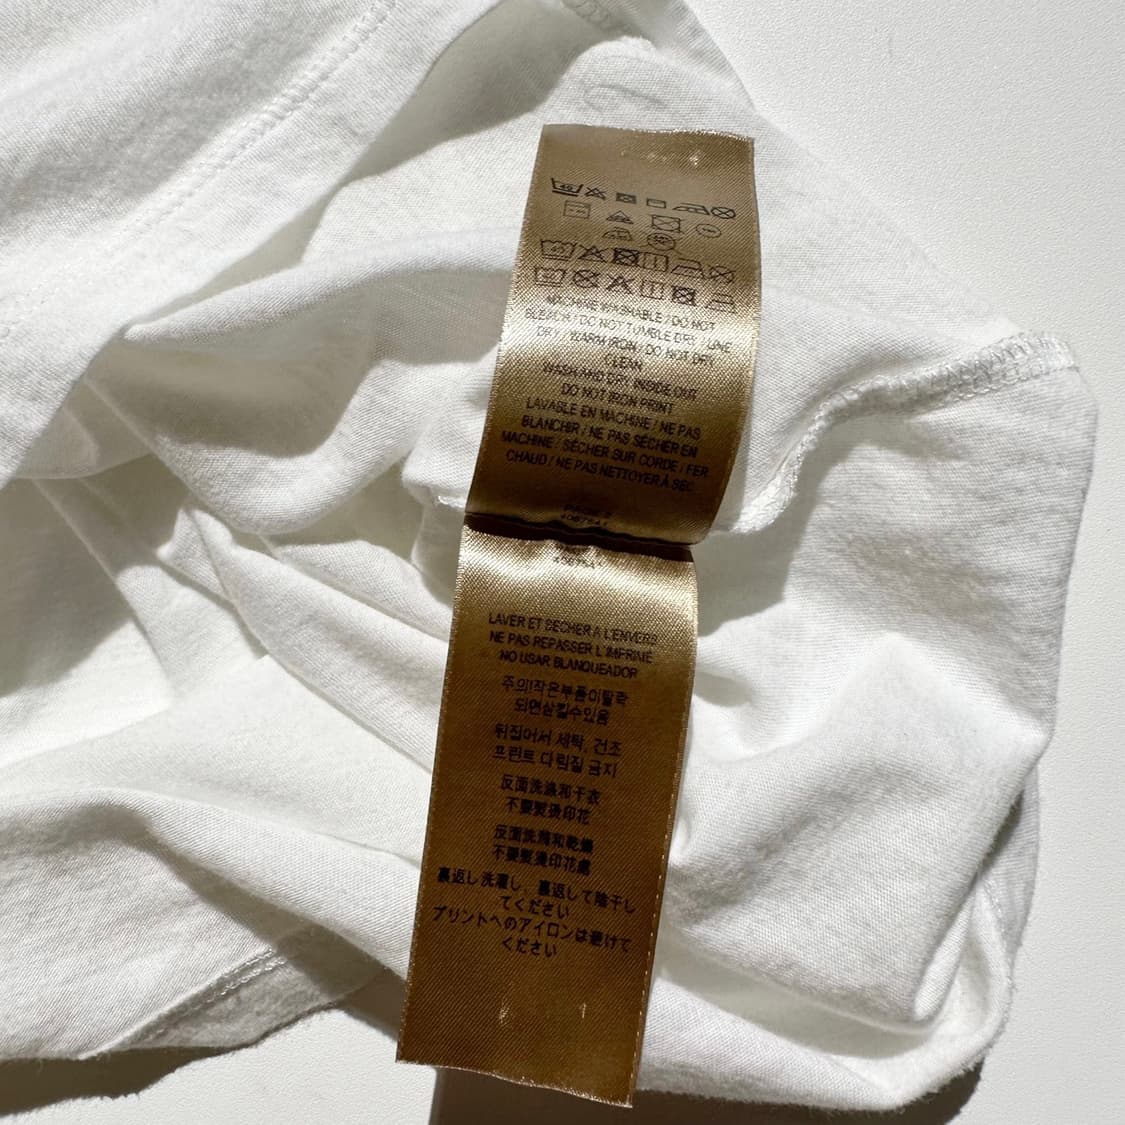 MACHINE WASHABLE / DO NOT
BLEACH / DO NOT TUMBLE DRY / LINE
DRY / WARM IRON / DO NOT DRY
CLEAN
WASH AND DRY INSIDE OUT
DO NOT IRON PRINT
LAVABLE EN MACHINE / NE PAS
BLANCHIR / NE PAS SÉCHER EN
MACHINE / SÉCHER SUR CORDE / FER
CHAUD / NE PAS NETTOYER À SEC
LAVER ET SECHER A L'ENVERS
NE PAS REPASSER L'IMPRIMÉ
NO USAR BLANQUEADOR
주의!작은부품이탈락
되면삼킬수있음
뒤집어서 세탁, 건조
프린트 다림질 금지
反面洗滌和干衣
不要熨烫印花
反面洗滌和乾燥
不要熨燙印花處
裏返し洗濯し、裏返して陰干し
てください
プリントへのアイロンは避けて
ください